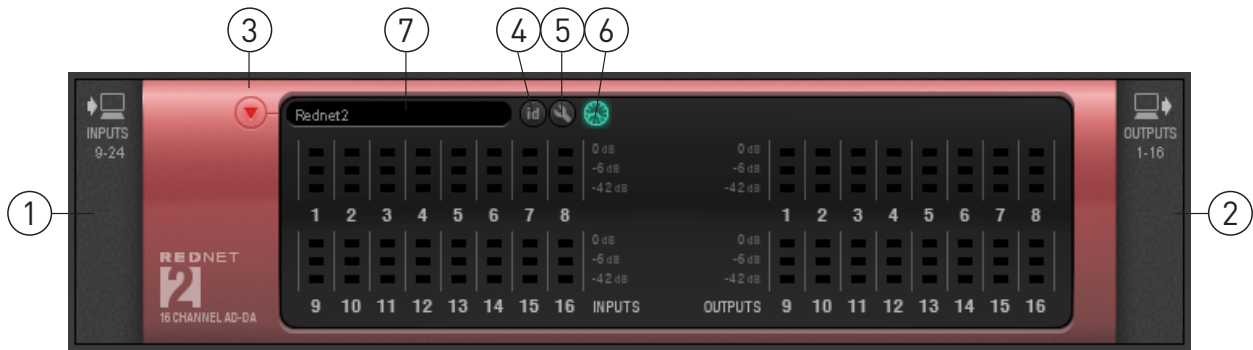 3 7 4 5 6
Rednet2 id
INPUTS
9-24
OUTPUTS
1-16
0 dB 0 dB
-6 dB -6 dB
-42 dB -42 dB
1 2 3 4 5 6 7 8 1 2 3 4 5 6 7 8
1 2
0 dB 0 dB
-6 dB -6 dB
-42 dB -42 dB
REDNET
2
16 CHANNEL AD-DA
9 10 11 12 13 14 15 16 INPUTS OUTPUTS 9 10 11 12 13 14 15 16